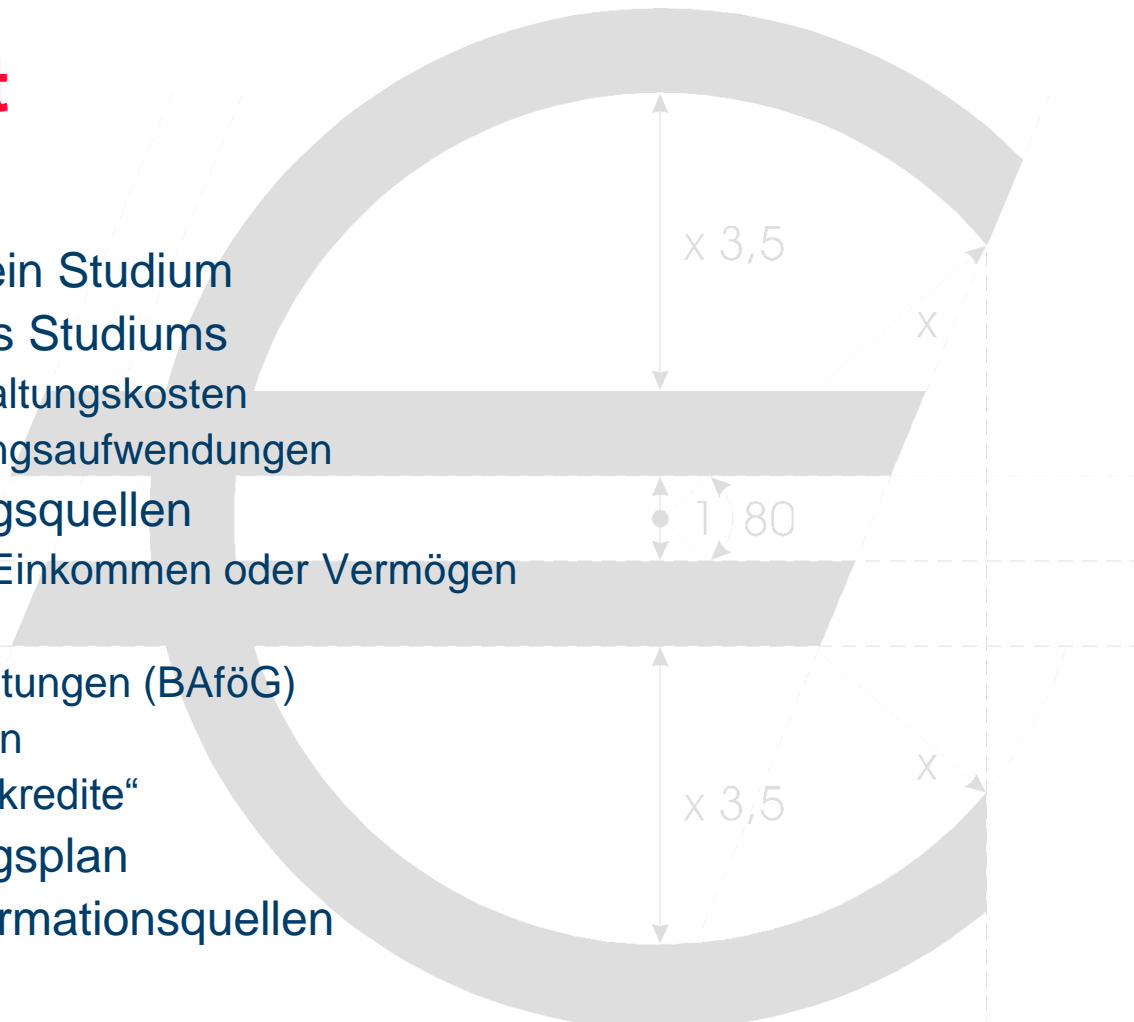 t
ein Studium
s Studiums
altungskosten
ngsaufwendungen
gsquellen
Einkommen oder Vermögen
tungen (BAföG)
n
kredite“
gsplan
rmationsquellen
x 3,5
x
1 80
x
x 3,5